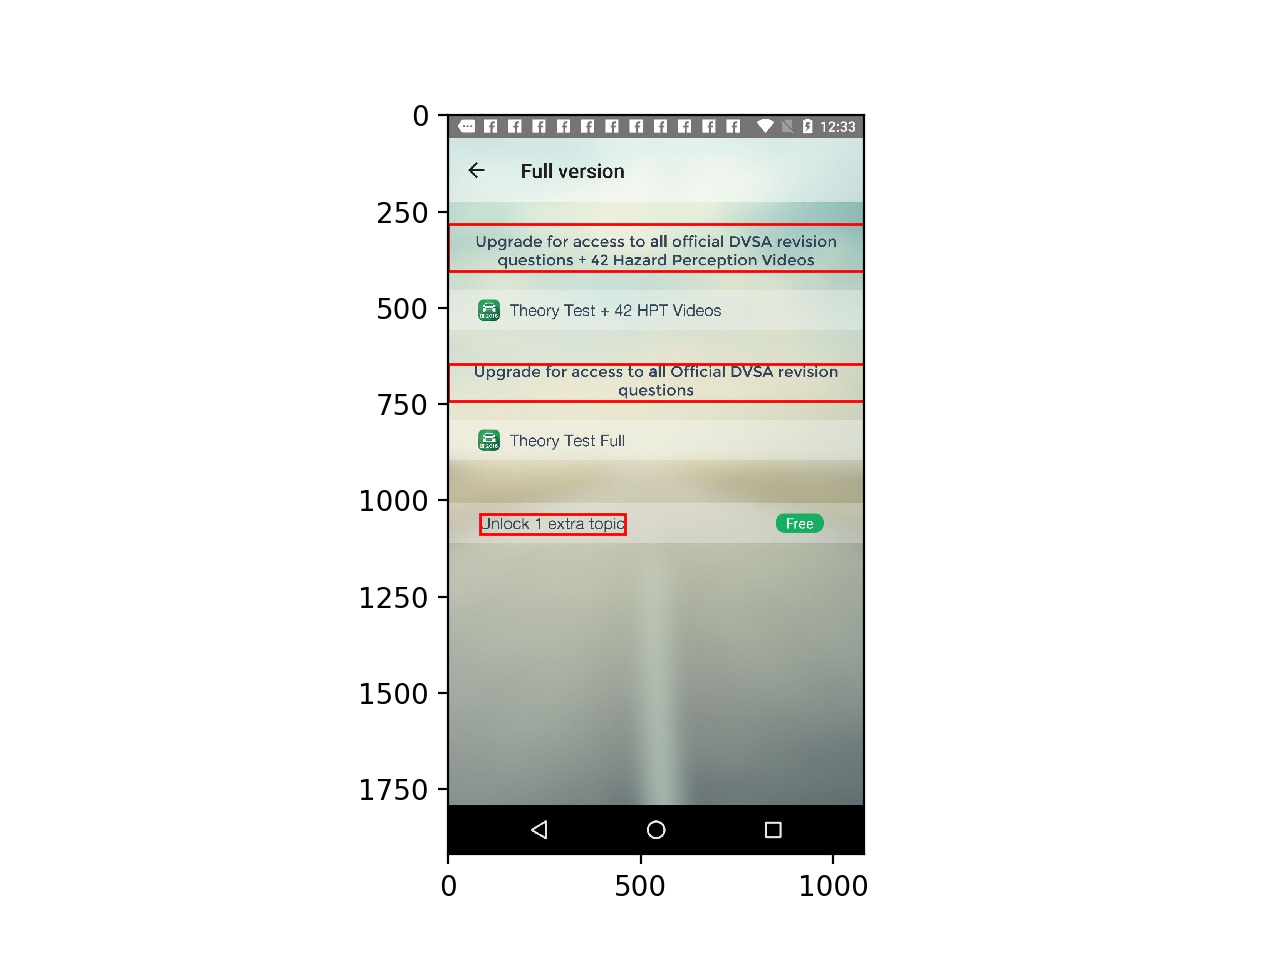 0
250
500
750
1000
1250
1500
1750
0 500 1000
12:33
Full version
Upgrade for access to all official DVSA revision
questions + 42 Hazard Perception Videos
Theory Test + 42 HPT Videos
Upgrade for access to all Official DVSA revision
questions
Theory Test Full
Unlock 1 extra topic Free